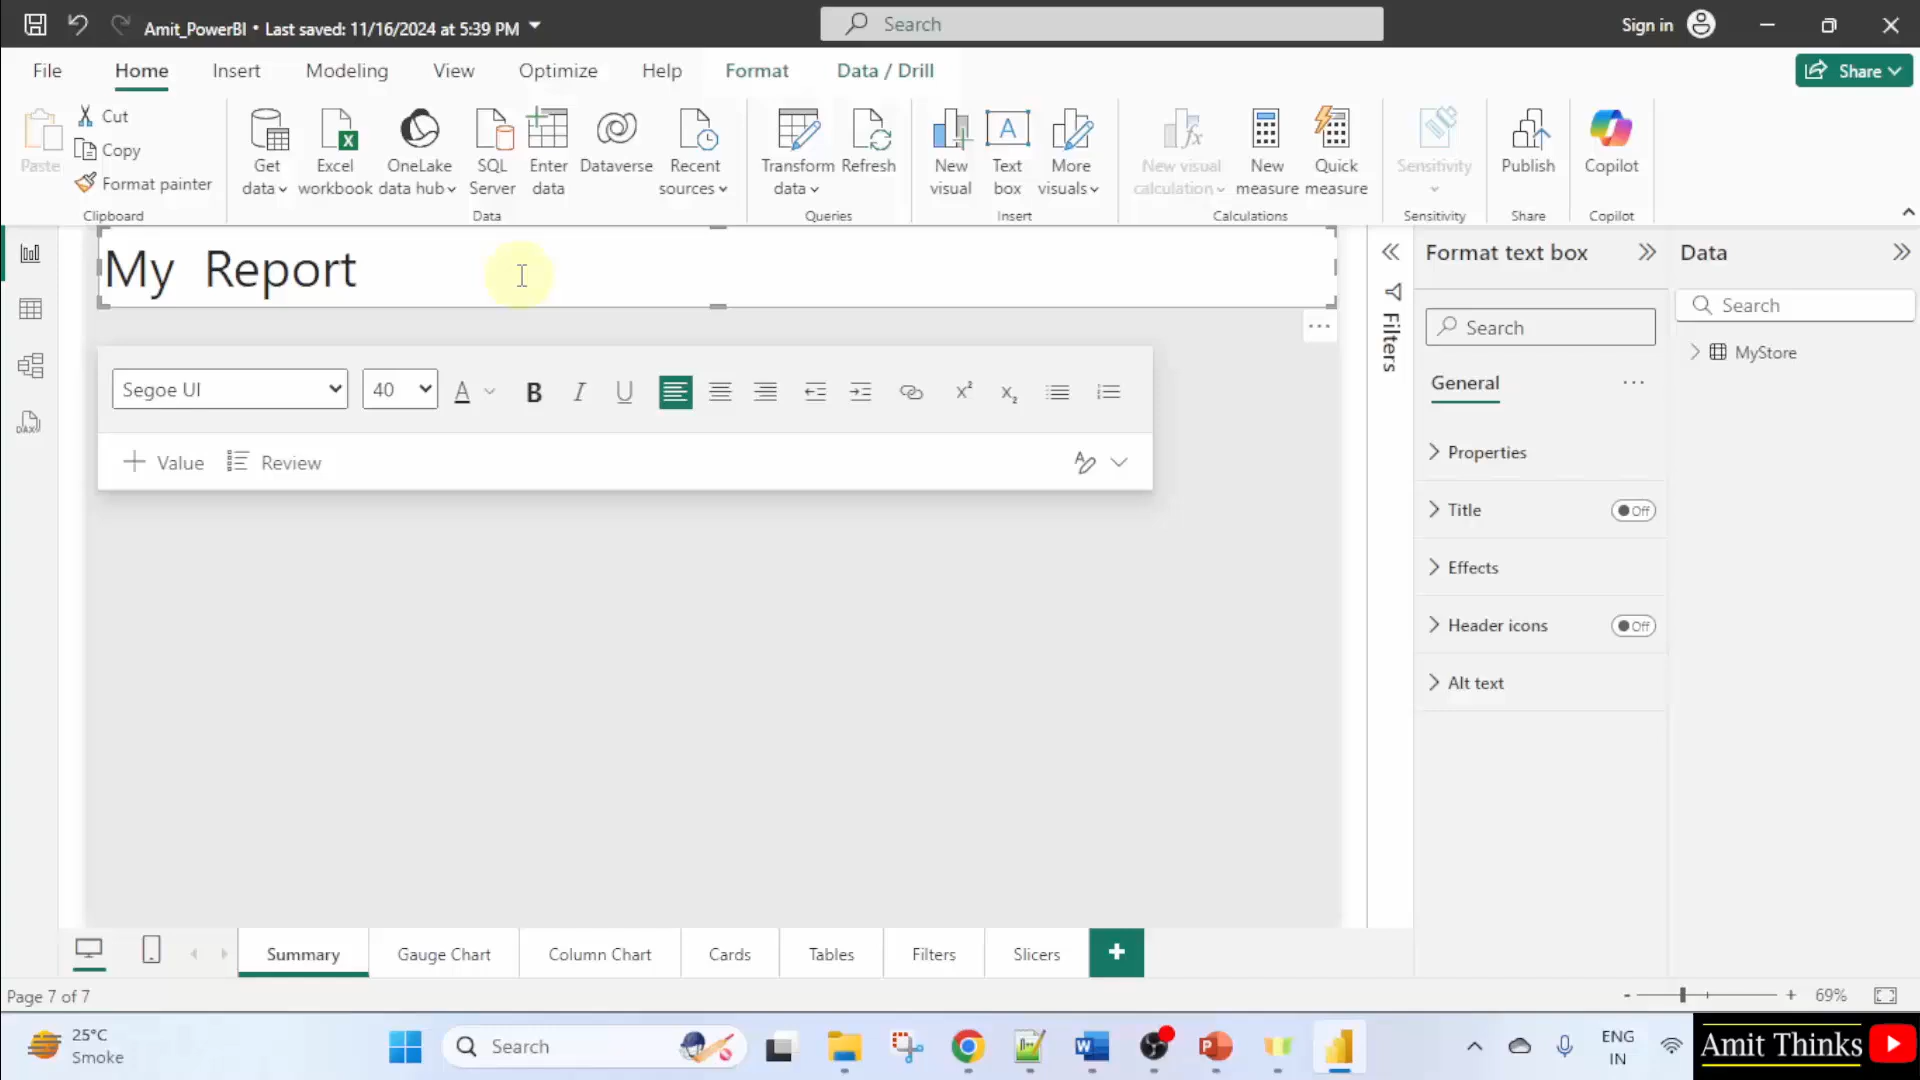 Amit_PowerBI • Last saved: 11/16/2024 at 5:39 PM
Search
Sign in
File Home Insert Modeling View Optimize Help Format Data / Drill
Share
Paste
Cut
Copy
Format painter
Clipboard
Get data
Excel workbook
OneLake data hub
SQL Server
Enter data
Dataverse
Recent sources
Data
Transform data
Refresh
Queries
New visual
Text box
More visuals
Insert
New visual calculation
New measure
Quick measure
Calculations
Sensitivity
Sensitivity
Publish
Share
Copilot
Copilot
My Report
Segoe UI
40
Value
Review
Filters
Format text box
Search
General
Properties
Title Off
Effects
Header icons Off
Alt text
Data
Search
MyStore
DAX
Summary Gauge Chart Column Chart Cards Tables Filters Slicers
Page 7 of 7
69%
25°C
Smoke
Search
ENG
IN
Amit Thinks